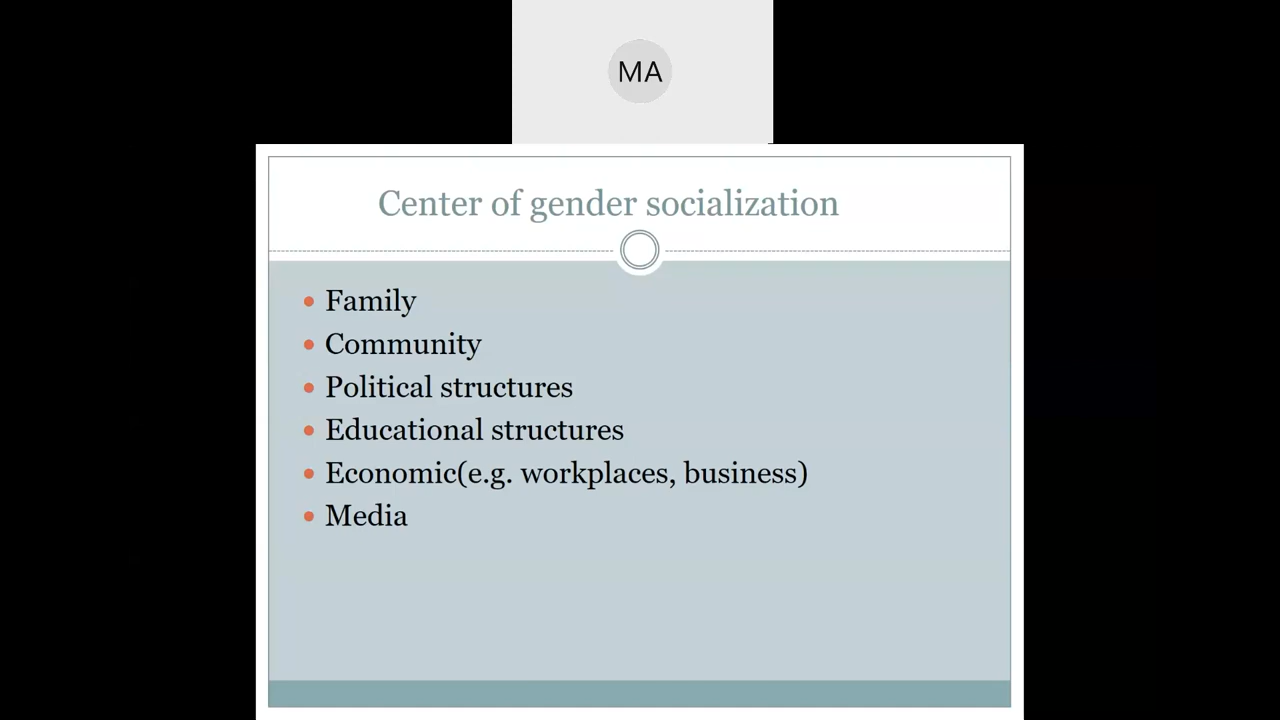 MA
Center of gender socialization
Family
Community
Political structures
Educational structures
Economic(e.g. workplaces, business)
Media